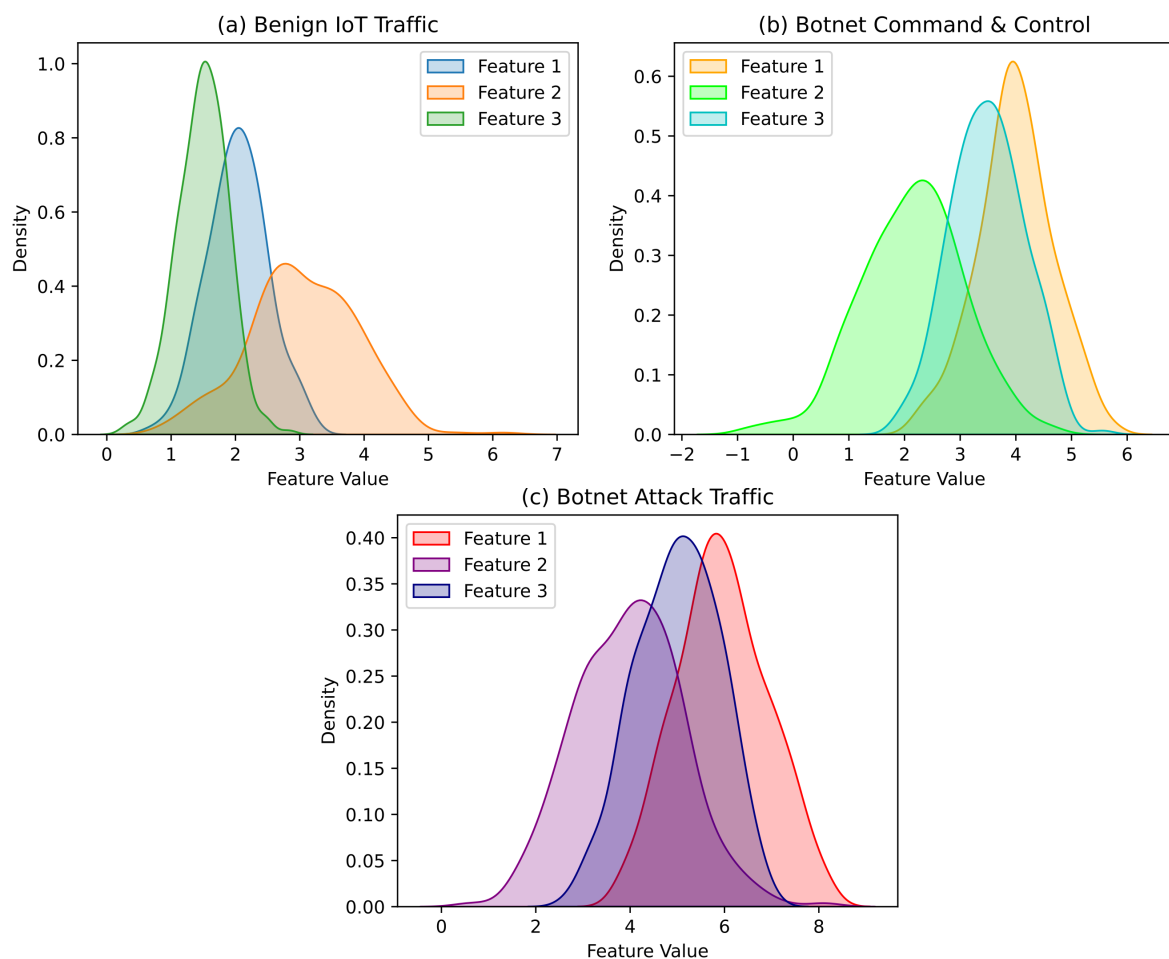 (a) Benign IoT Traffic
Feature 1
Feature 2
Feature 3
Density
1.0
0.8
0.6
0.4
0.2
0.0
0 1 2 3 4 5 6 7
Feature Value
(b) Botnet Command & Control
Feature 1
Feature 2
Feature 3
Density
0.6
0.5
0.4
0.3
0.2
0.1
0.0
−2 −1 0 1 2 3 4 5 6
Feature Value
(c) Botnet Attack Traffic
Feature 1
Feature 2
Feature 3
Density
0.40
0.35
0.30
0.25
0.20
0.15
0.10
0.05
0.00
0 2 4 6 8
Feature Value